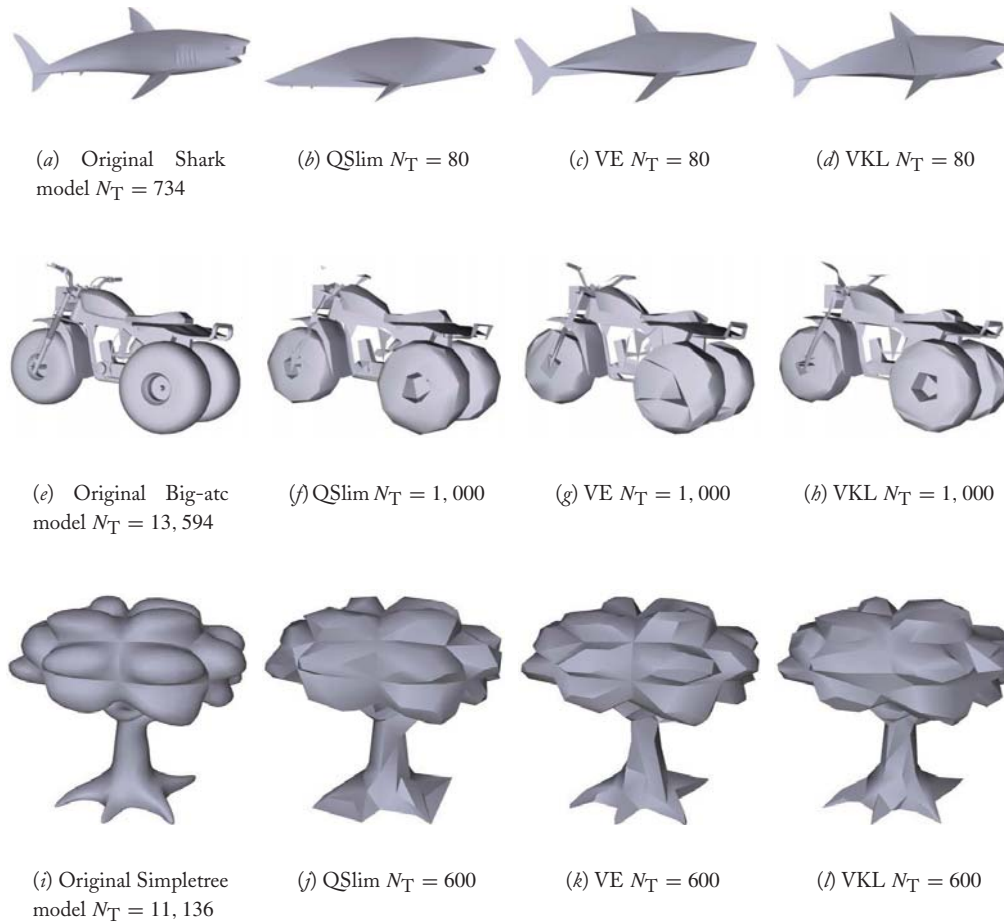 (a) Original Shark
model N_T = 734
(b) QSlim N_T = 80
(c) VE N_T = 80
(d) VKL N_T = 80
(e) Original Big-atc
model N_T = 13, 594
(f) QSlim N_T = 1, 000
(g) VE N_T = 1, 000
(h) VKL N_T = 1, 000
(i) Original Simpletree
model N_T = 11, 136
(j) QSlim N_T = 600
(k) VE N_T = 600
(l) VKL N_T = 600